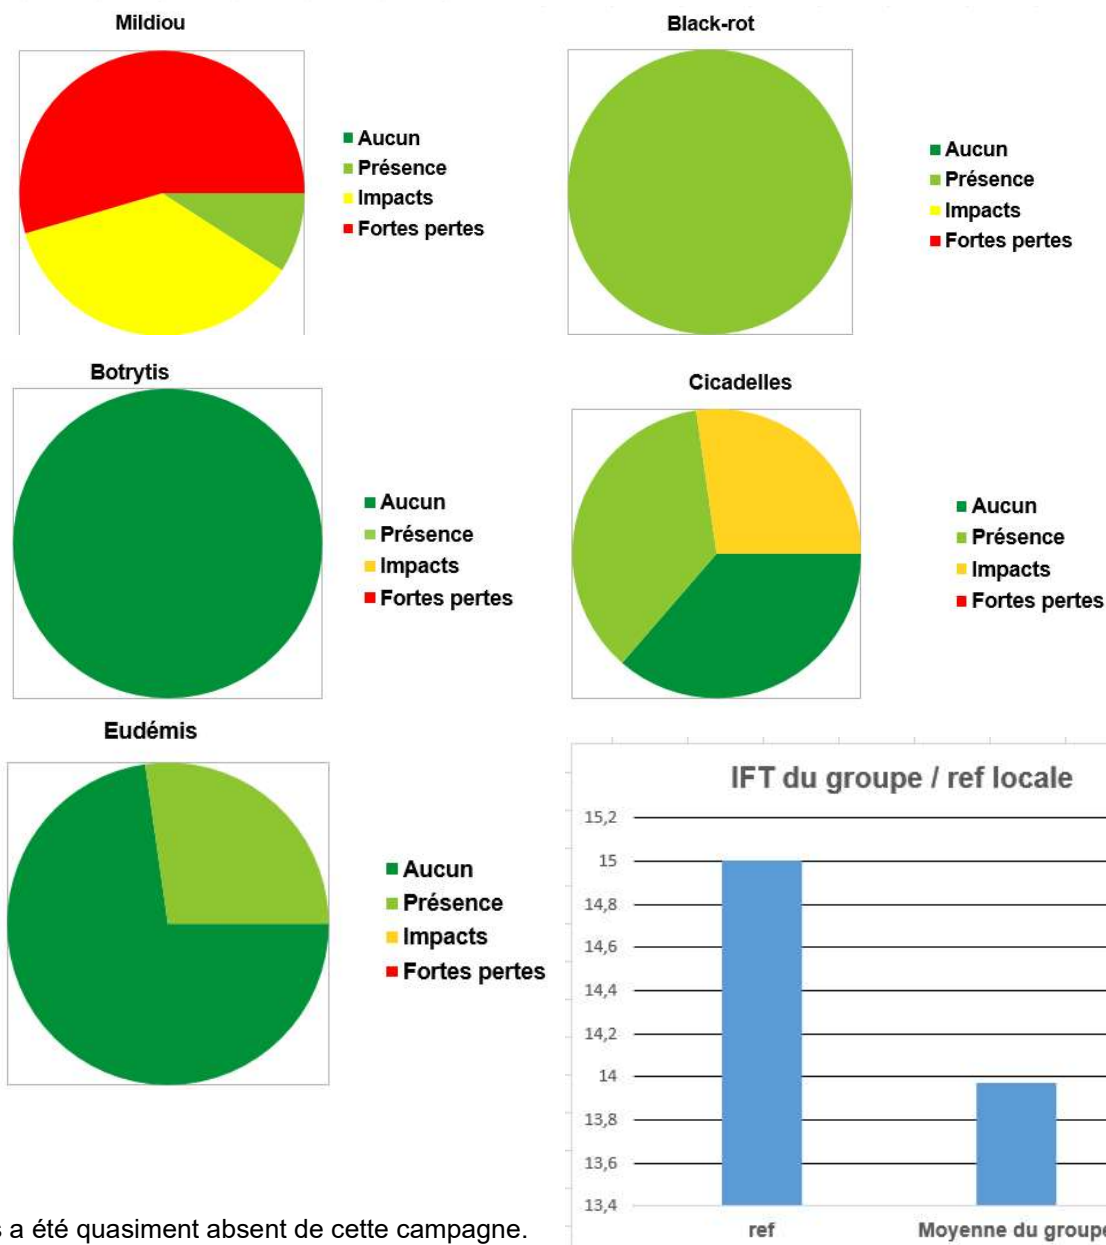 Mildiou
Aucun
Présence
Impacts
Fortes pertes
Black-rot
Aucun
Présence
Impacts
Fortes pertes
Botrytis
Aucun
Présence
Impacts
Fortes pertes
Cicadelles
Aucun
Présence
Impacts
Fortes pertes
Eudémis
Aucun
Présence
Impacts
Fortes pertes
IFT du groupe / ref locale
15,2
15
14,8
14,6
14,4
14,2
14
13,8
13,6
13,4
ref
Moyenne du groupe
s a été quasiment absent de cette campagne.